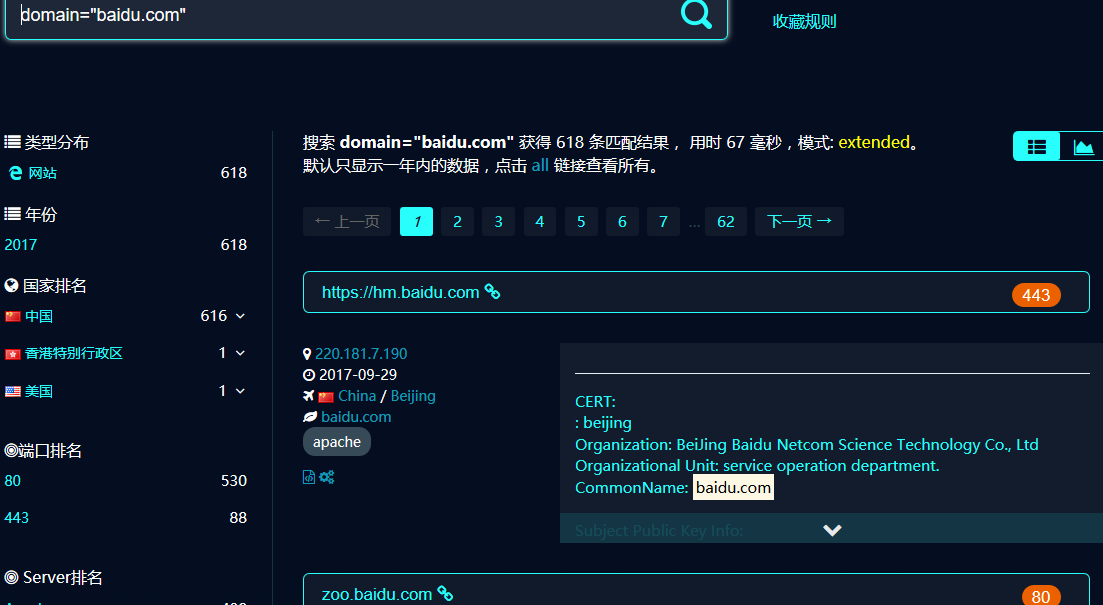 domain="baidu.com"
收藏规则
类型分布
网站 618
年份
2017 618
国家排名
中国 616
香港特别行政区 1
美国 1
端口排名
80 530
443 88
Server排名
搜索 domain="baidu.com" 获得 618 条匹配结果， 用时 67 毫秒，模式: extended。
默认只显示一年内的数据，点击 all 链接查看所有。
←上一页 1 2 3 4 5 6 7 ... 62 下一页→
https://hm.baidu.com 443
220.181.7.190
2017-09-29
China / Beijing
baidu.com
apache
CERT:
: beijing
Organization: BeiJing Baidu Netcom Science Technology Co., Ltd
Organizational Unit: service operation department.
CommonName: baidu.com
Subject Public Key Info:
zoo.baidu.com 80